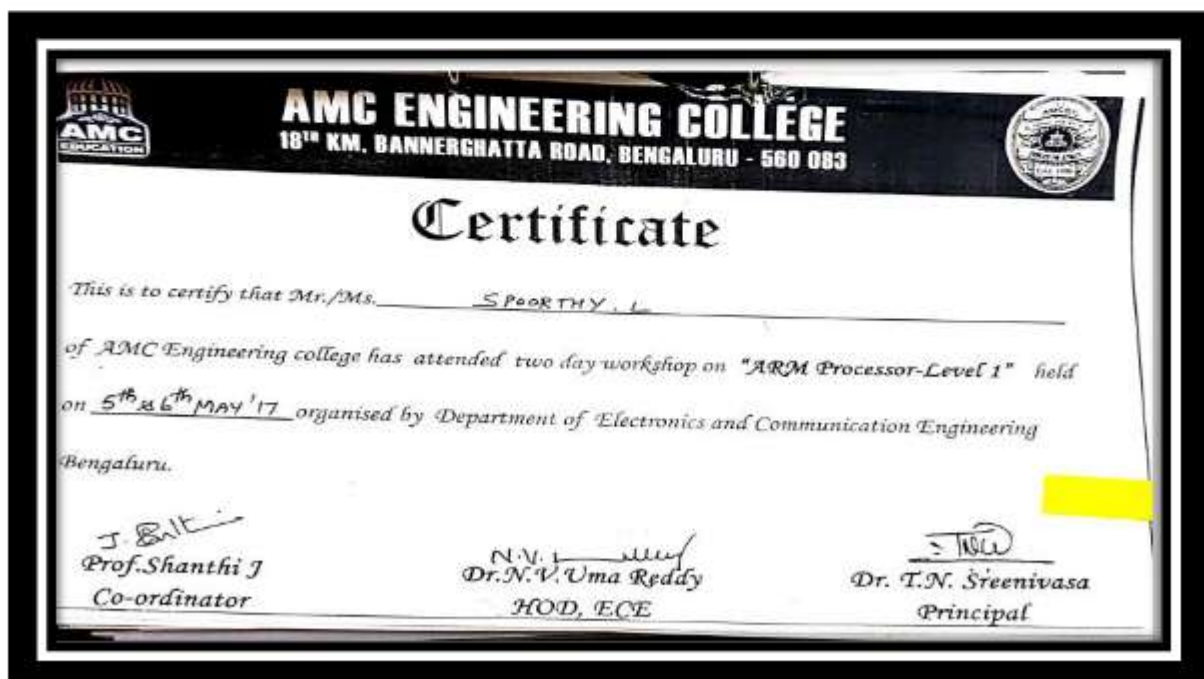 AMC
EDUCATION
AMC ENGINEERING COLLEGE
18TH KM, BANNERGHATTA ROAD, BENGALURU - 560 083
Certificate
This is to certify that Mr./Ms. SPOORTHY. L
of AMC Engineering college has attended two day workshop on "ARM Processor-Level 1" held
on 5th & 6th MAY '17 organised by Department of Electronics and Communication Engineering
Bengaluru.
Prof.Shanthi J
Co-ordinator
N.V.
Dr.N.V.Uma Reddy
HOD, ECE
Dr. T.N. Sreenivasa
Principal